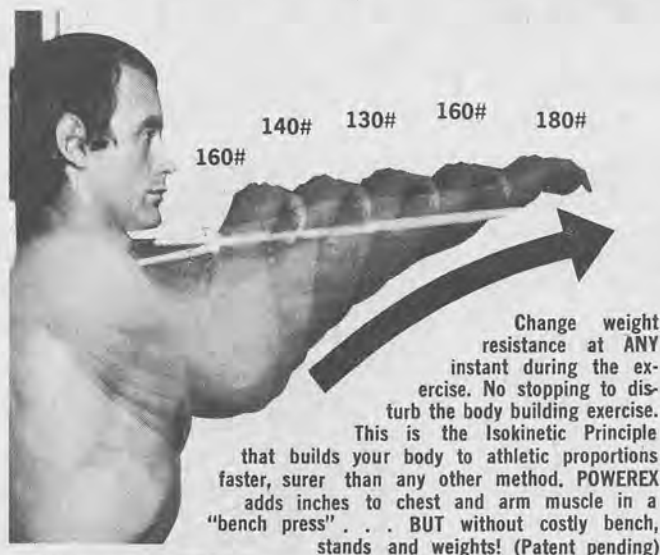 160# 140# 130# 160# 180#
Change weight
resistance at ANY
instant during the ex-
ercise. No stopping to dis-
turb the body building exercise.
This is the Isokinetic Principle
that builds your body to athletic proportions
faster, surer than any other method. POWEREX
adds inches to chest and arm muscle in a
"bench press" . . . BUT without costly bench,
stands and weights! (Patent pending)